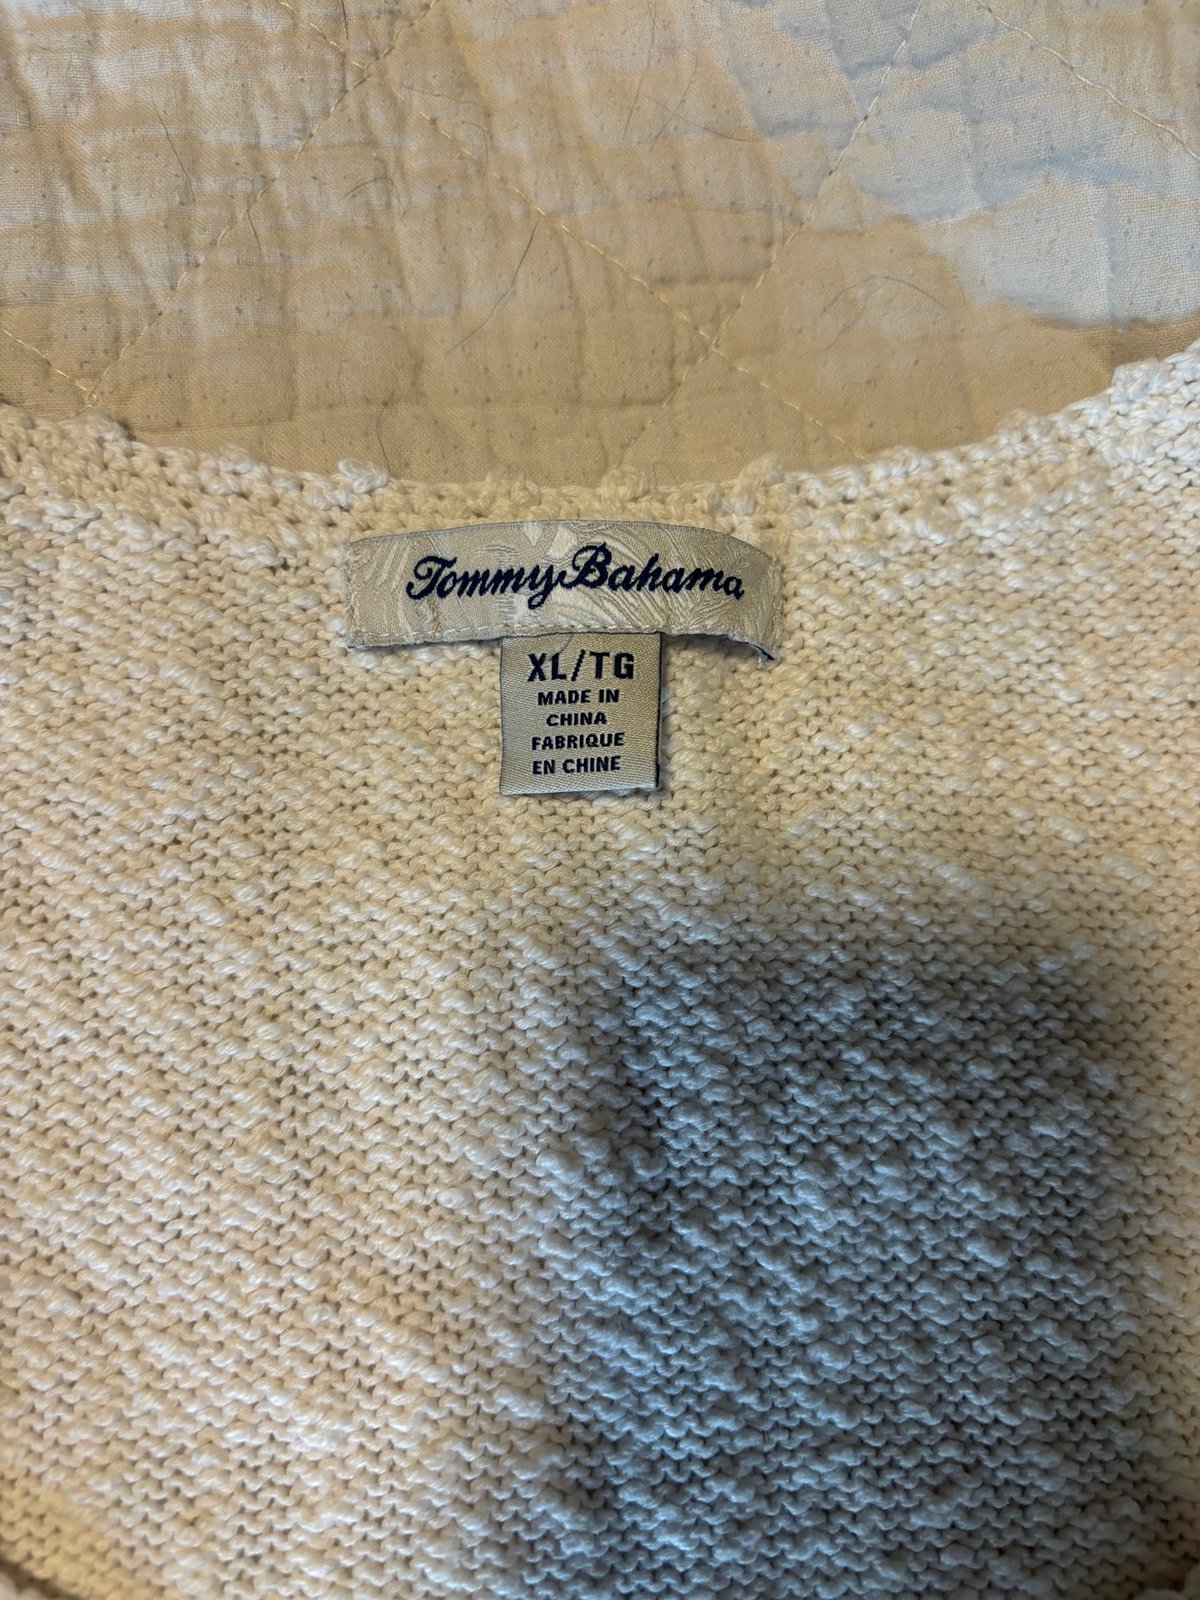 Tommy Bahama
XL/TG
MADE IN
CHINA
FABRIQUE
EN CHINE